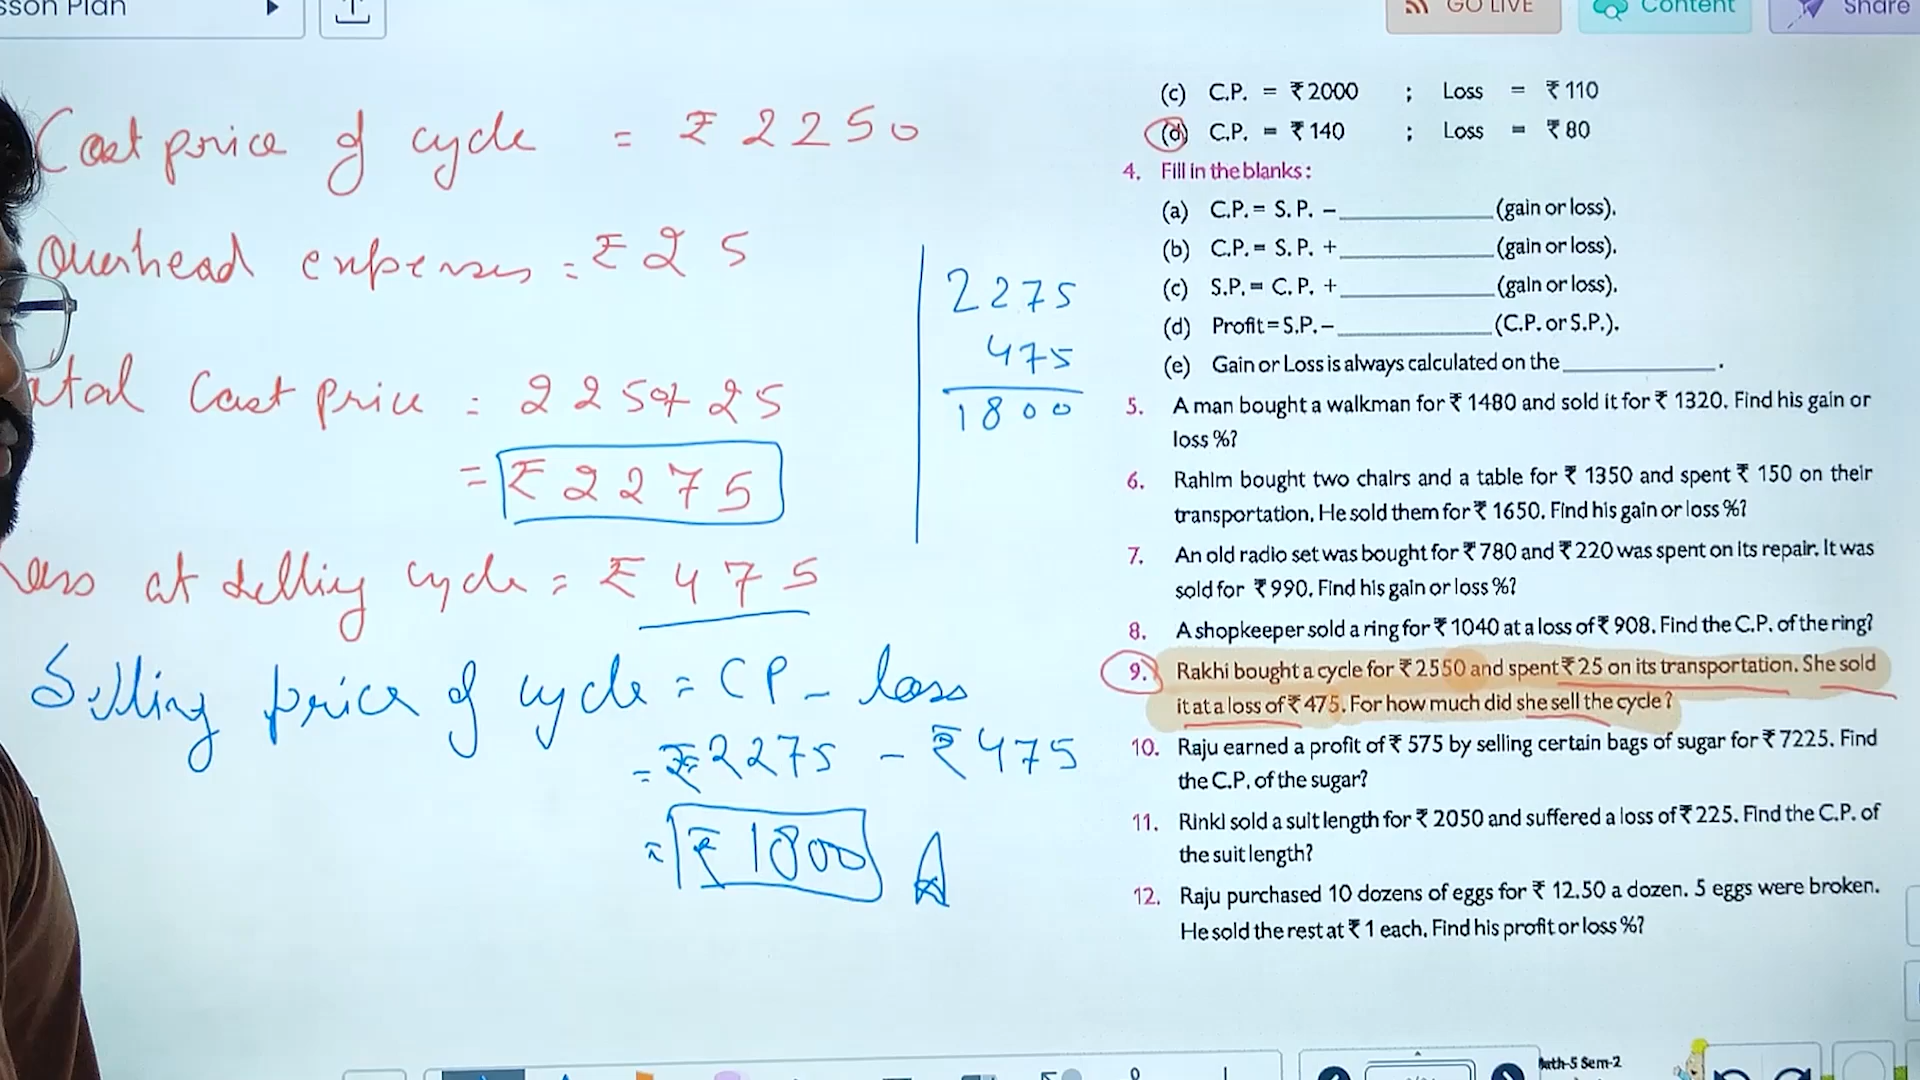 sson Plan
GO LIVE
Content
Share
Cost price of cycle = ₹ 2250
Overhead expenses = ₹ 25
Cost price = 2250+25
= ₹ 2275
at selling cycle = ₹ 475
Selling price of cycle = CP - loss
= ₹ 2275 - ₹ 475
= ₹ 1800 A
2275
475
1800
(c) C.P. = ₹ 2000 ; Loss = ₹ 110
(d) C.P. = ₹ 140 ; Loss = ₹ 80
4. Fill in the blanks:
(a) C.P. = S.P. – ____________ (gain or loss).
(b) C.P. = S.P. + ____________ (gain or loss).
(c) S.P. = C.P. + ____________ (gain or loss).
(d) Profit = S.P. – ____________ (C.P. or S.P.).
(e) Gain or Loss is always calculated on the ____________ .
5. A man bought a walkman for ₹ 1480 and sold it for ₹ 1320. Find his gain or
loss %?
6. Rahim bought two chairs and a table for ₹ 1350 and spent ₹ 150 on their
transportation. He sold them for ₹ 1650. Find his gain or loss %?
7. An old radio set was bought for ₹ 780 and ₹ 220 was spent on its repair. It was
sold for ₹ 990. Find his gain or loss %?
8. A shopkeeper sold a ring for ₹ 1040 at a loss of ₹ 908. Find the C.P. of the ring?
9. Rakhi bought a cycle for ₹ 2550 and spent ₹ 25 on its transportation. She sold
it at a loss of ₹ 475. For how much did she sell the cycle?
10. Raju earned a profit of ₹ 575 by selling certain bags of sugar for ₹ 7225. Find
the C.P. of the sugar?
11. Rinki sold a suit length for ₹ 2050 and suffered a loss of ₹ 225. Find the C.P. of
the suit length?
12. Raju purchased 10 dozens of eggs for ₹ 12.50 a dozen. 5 eggs were broken.
He sold the rest at ₹ 1 each. Find his profit or loss %?
ath-5 Sem-2